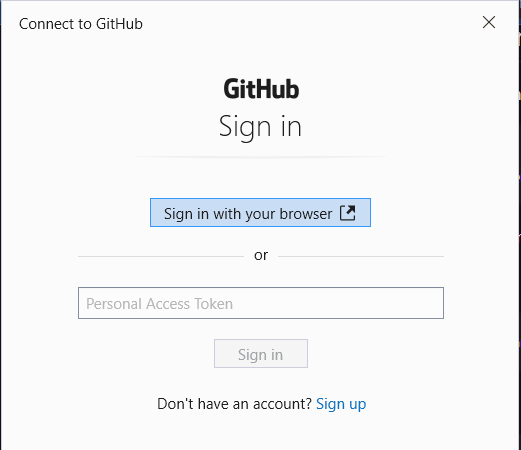 Connect to GitHub
GitHub
Sign in
Sign in with your browser
or
Personal Access Token
Sign in
Don't have an account? Sign up